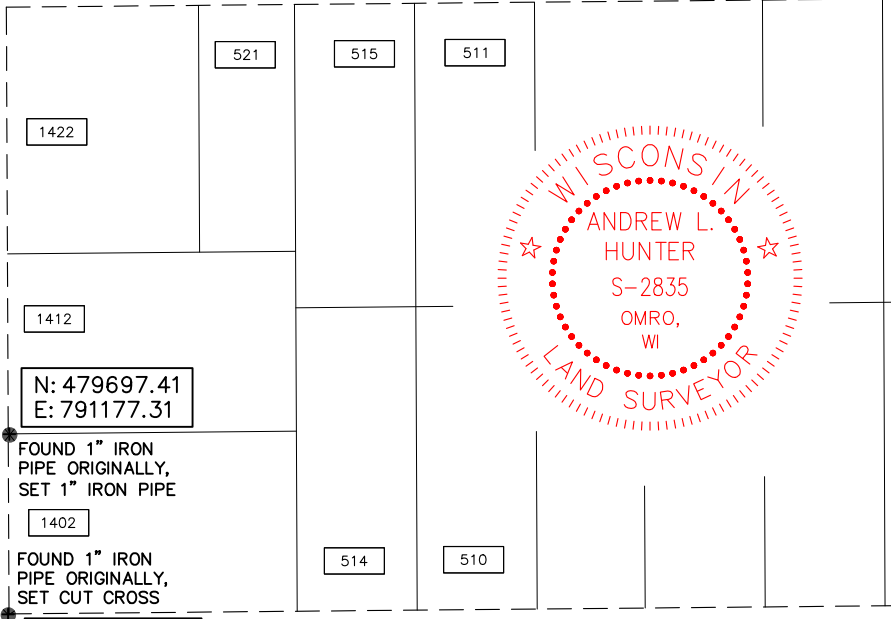 521
515
511
1422
WISCONSIN
ANDREW L.
HUNTER
S-2835
OMRO,
WI
LAND SURVEYOR
1412
N: 479697.41
E: 791177.31
FOUND 1" IRON
PIPE ORIGINALLY,
SET 1" IRON PIPE
1402
FOUND 1" IRON
PIPE ORIGINALLY,
SET CUT CROSS
514
510